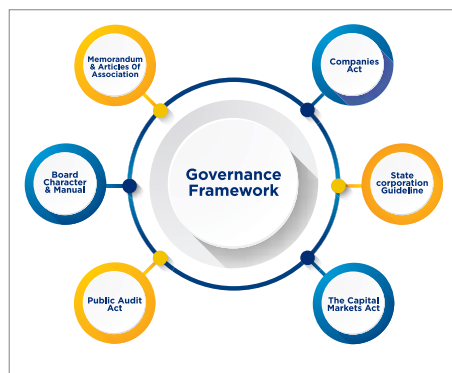 Memorandum
& Articles Of
Association
Companies
Act
Board
Character
& Manual
Governance
Framework
State
corporation
Guideline
Public Audit
Act
The Capital
Markets Act